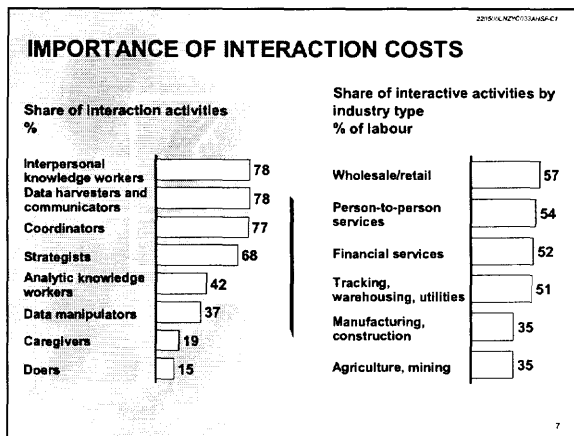 IMPORTANCE OF INTERACTION COSTS
Share of interaction activities
%
Interpersonal
knowledge workers
78
Data harvesters and
communicators
78
Coordinators
77
Strategists
68
Analytic knowledge
workers
42
Data manipulators
37
Caregivers
19
Doers
15
Share of interactive activities by
industry type
% of labour
Wholesale/retail
57
Person-to-person
services
54
Financial services
52
Tracking,
warehousing, utilities
51
Manufacturing,
construction
35
Agriculture, mining
35
7